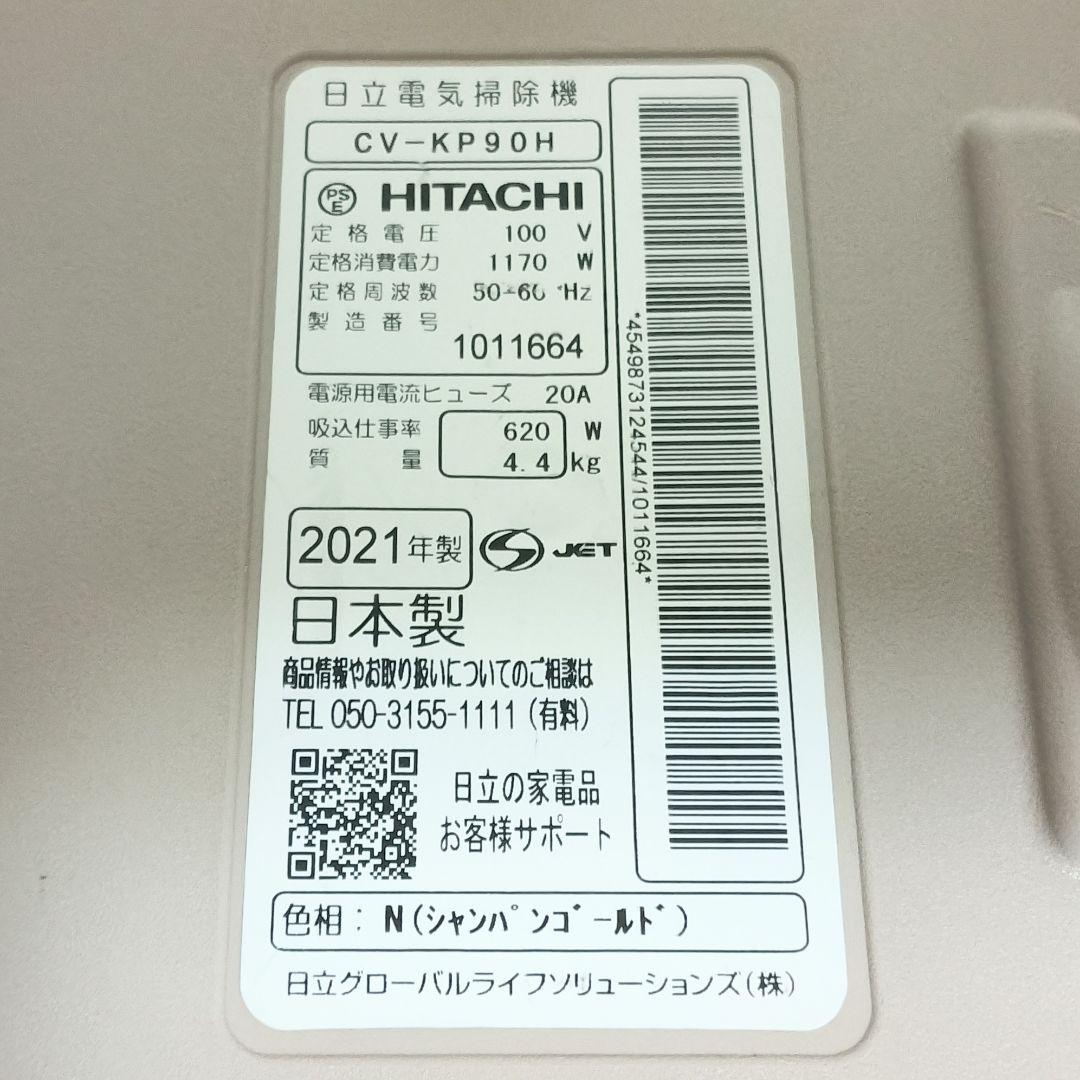 日立電気掃除機
CV-KP90H
PSE HITACHI
定格電圧 100 V
定格消費電力 1170 W
定格周波数 50-60 Hz
製造番号
1011664
電源用電流ヒューズ 20A
吸込仕事率 620 W
質量 4.4 kg
2021年製 S JET
日本製
商品情報やお取り扱いについてのご相談は
TEL 050-3155-1111 (有料)
日立の家電品
お客様サポート
色相: N(シャンパンゴールド)
日立グローバルライフソリューションズ(株)
*4549873124544/1011664*